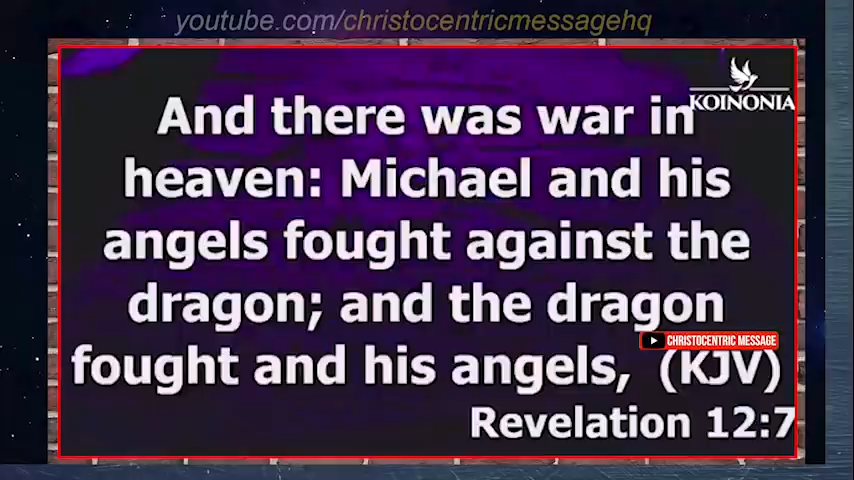 youtube.com/christocentricmessagehq
KOINONIA
And there was war in
heaven: Michael and his
angels fought against the
dragon; and the dragon
CHRISTOCENTRIC MESSAGE
fought and his angels, (KJV)
Revelation 12:7